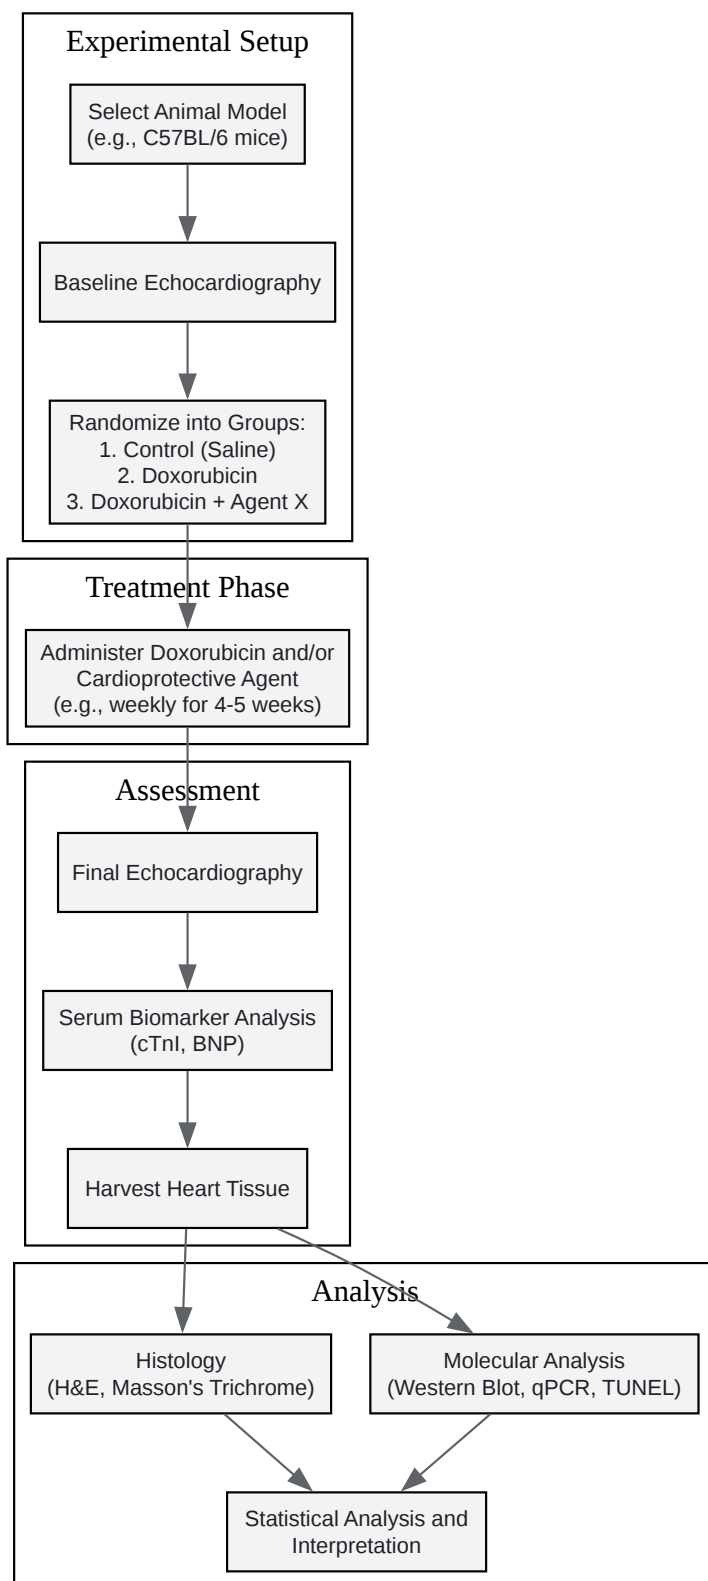 Experimental Setup
Select Animal Model
(e.g., C57BL/6 mice)
Baseline Echocardiography
Randomize into Groups:
1. Control (Saline)
2. Doxorubicin
3. Doxorubicin + Agent X
Treatment Phase
Administer Doxorubicin and/or
Cardioprotective Agent
(e.g., weekly for 4-5 weeks)
Assessment
Final Echocardiography
Serum Biomarker Analysis
(cTnI, BNP)
Harvest Heart Tissue
Analysis
Histology
(H&E, Masson's Trichrome)
Molecular Analysis
(Western Blot, qPCR, TUNEL)
Statistical Analysis and
Interpretation